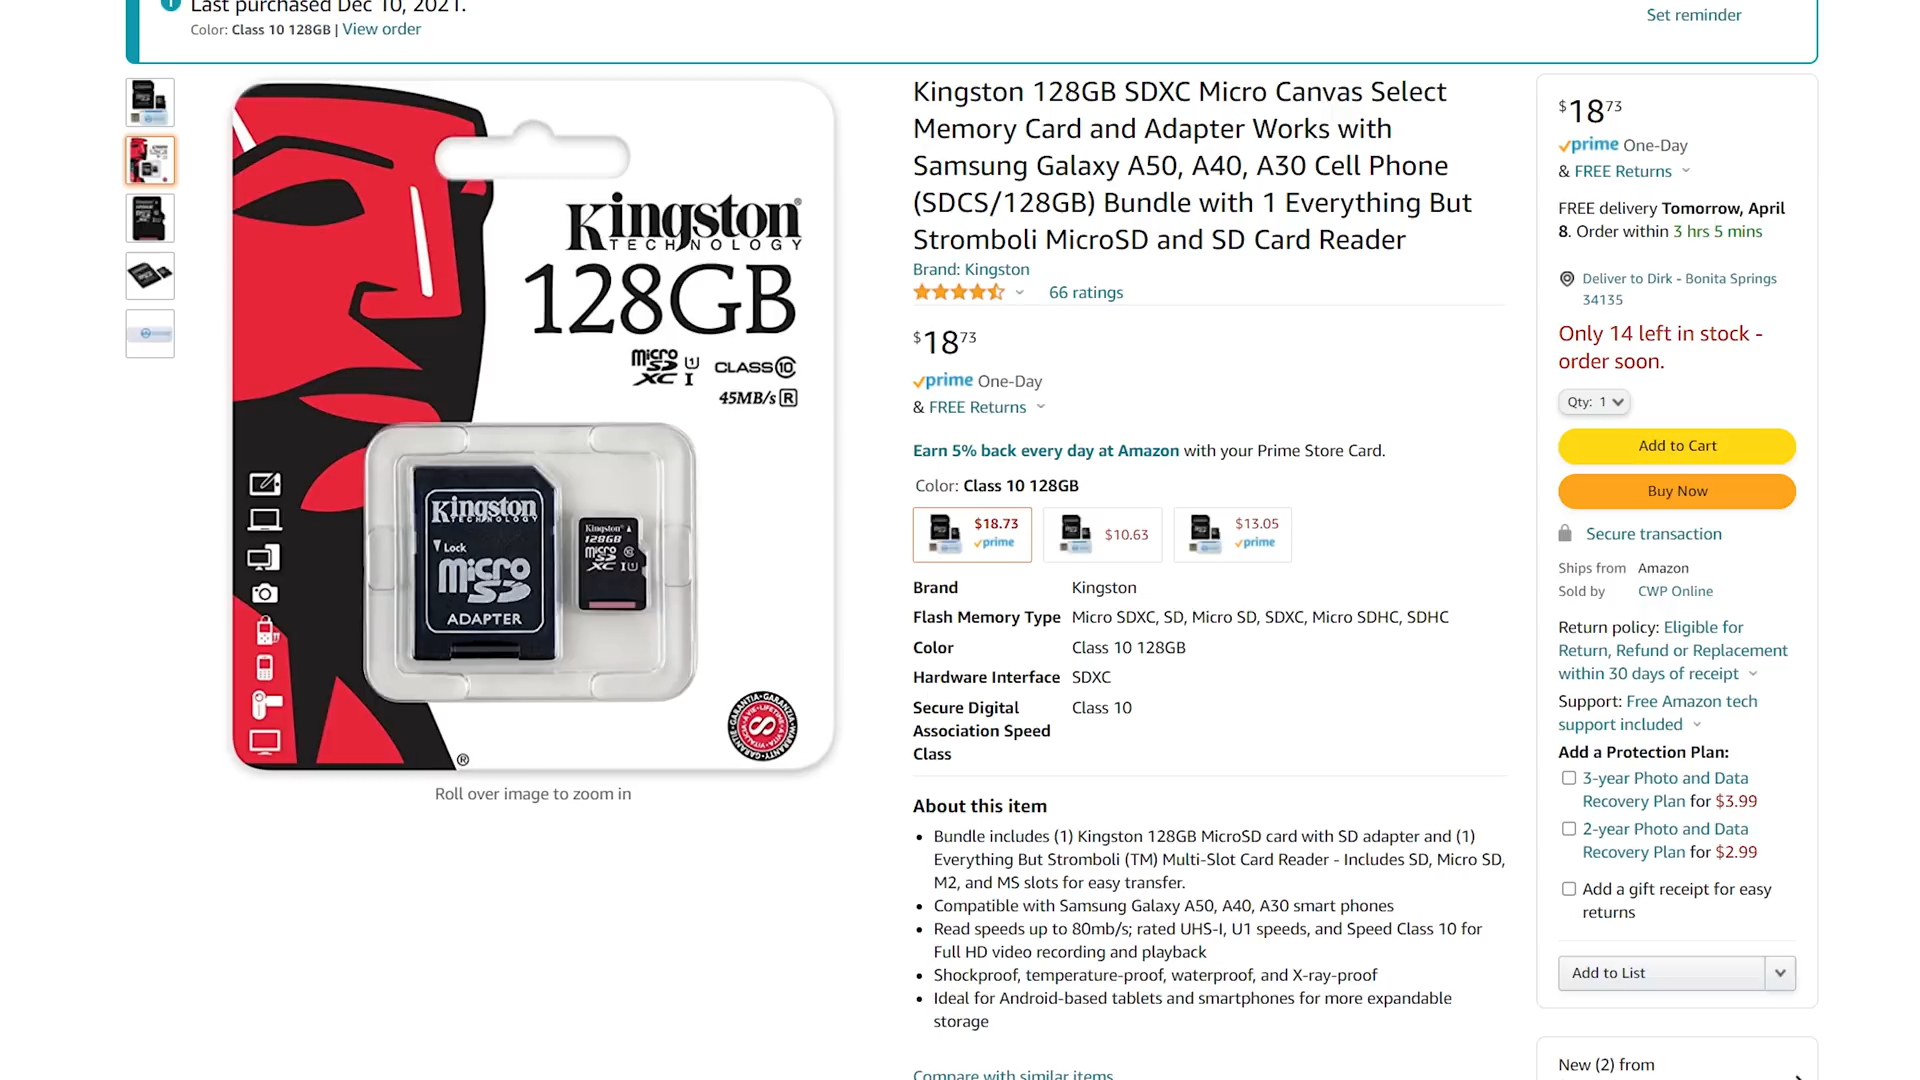 Last purchased Dec 10, 2021.
Color: Class 10 128GB | View order
Set reminder
Kingston
TECHNOLOGY
128GB
Micro
SD
XC I
U1
CLASS 10
45MB/s R
Kingston
TECHNOLOGY
Lock
Micro
SD
ADAPTER
Kingston
128GB
Micro
SD
XC I
®
Roll over image to zoom in
Kingston 128GB SDXC Micro Canvas Select
Memory Card and Adapter Works with
Samsung Galaxy A50, A40, A30 Cell Phone
(SDCS/128GB) Bundle with 1 Everything But
Stromboli MicroSD and SD Card Reader
Brand: Kingston
66 ratings
$18 73
prime One-Day
& FREE Returns
Earn 5% back every day at Amazon with your Prime Store Card.
Color: Class 10 128GB
$18.73
prime
$10.63
$13.05
prime
Brand Kingston
Flash Memory Type Micro SDXC, SD, Micro SD, SDXC, Micro SDHC, SDHC
Color Class 10 128GB
Hardware Interface SDXC
Secure Digital Class 10
Association Speed
Class
About this item
• Bundle includes (1) Kingston 128GB MicroSD card with SD adapter and (1)
Everything But Stromboli (TM) Multi-Slot Card Reader - Includes SD, Micro SD,
M2, and MS slots for easy transfer.
• Compatible with Samsung Galaxy A50, A40, A30 smart phones
• Read speeds up to 80mb/s; rated UHS-I, U1 speeds, and Speed Class 10 for
Full HD video recording and playback
• Shockproof, temperature-proof, waterproof, and X-ray-proof
• Ideal for Android-based tablets and smartphones for more expandable
storage
Compare with similar items
$18 73
prime One-Day
& FREE Returns
FREE delivery Tomorrow, April
8. Order within 3 hrs 5 mins
Deliver to Dirk - Bonita Springs
34135
Only 14 left in stock -
order soon.
Qty: 1
Add to Cart
Buy Now
Secure transaction
Ships from Amazon
Sold by CWP Online
Return policy: Eligible for
Return, Refund or Replacement
within 30 days of receipt
Support: Free Amazon tech
support included
Add a Protection Plan:
3-year Photo and Data
Recovery Plan for $3.99
2-year Photo and Data
Recovery Plan for $2.99
Add a gift receipt for easy
returns
Add to List
New (2) from